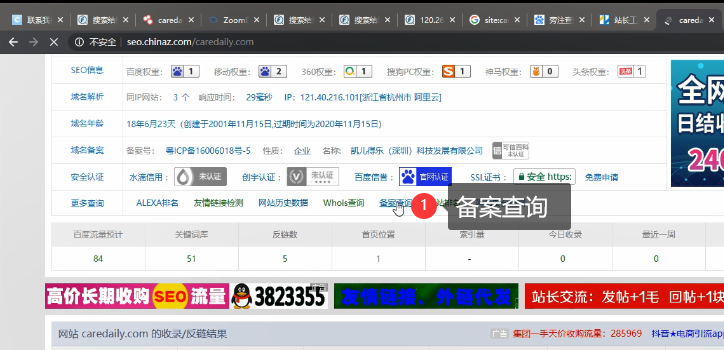 联系我 搜索结 caredai Zoomi 搜索结 搜索结 120.26 site:car 旁注查 站长工 careda
不安全 seo.chinaz.com/caredaily.com
SEO信息 百度权重： 1 移动权重： 2 360权重： 1 搜狗PC权重： 1 神马权重： 0 头条权重： 1
域名解析 同IP网站： 3 个 响应时间： 29毫秒 IP：121.40.216.101[浙江省杭州市 阿里云]
域名年龄 18年6月23天（创建于2001年11月15日,过期时间为2020年11月15日）
域名备案 备案号： 粤ICP备16006018号-5 性质： 企业 名称： 凯儿得乐（深圳）科技发展有限公司 信 可信百科 未认证
安全认证 水滴信用： 未认证 创宇认证： 未认证 百度信誉： 官网认证 SSL证书： 安全 https: 免费申请
更多查询 ALEXA排名 友情链接检测 网站历史数据 Whois查询 备案查询
1 备案查询
百度流量预计 关键词库 反链数 首页位置 索引量 今日收录 最近一周
84 51 5 1 - 0 0
高价长期收购SEO流量 3823355 友情链接、外链代发 站长交流：发帖+1毛 回帖+1块
网站 caredaily.com 的收录/反链结果 广告 集团一手天价收购流量：285969 抖音★电商引流ap
全网
日结收
240